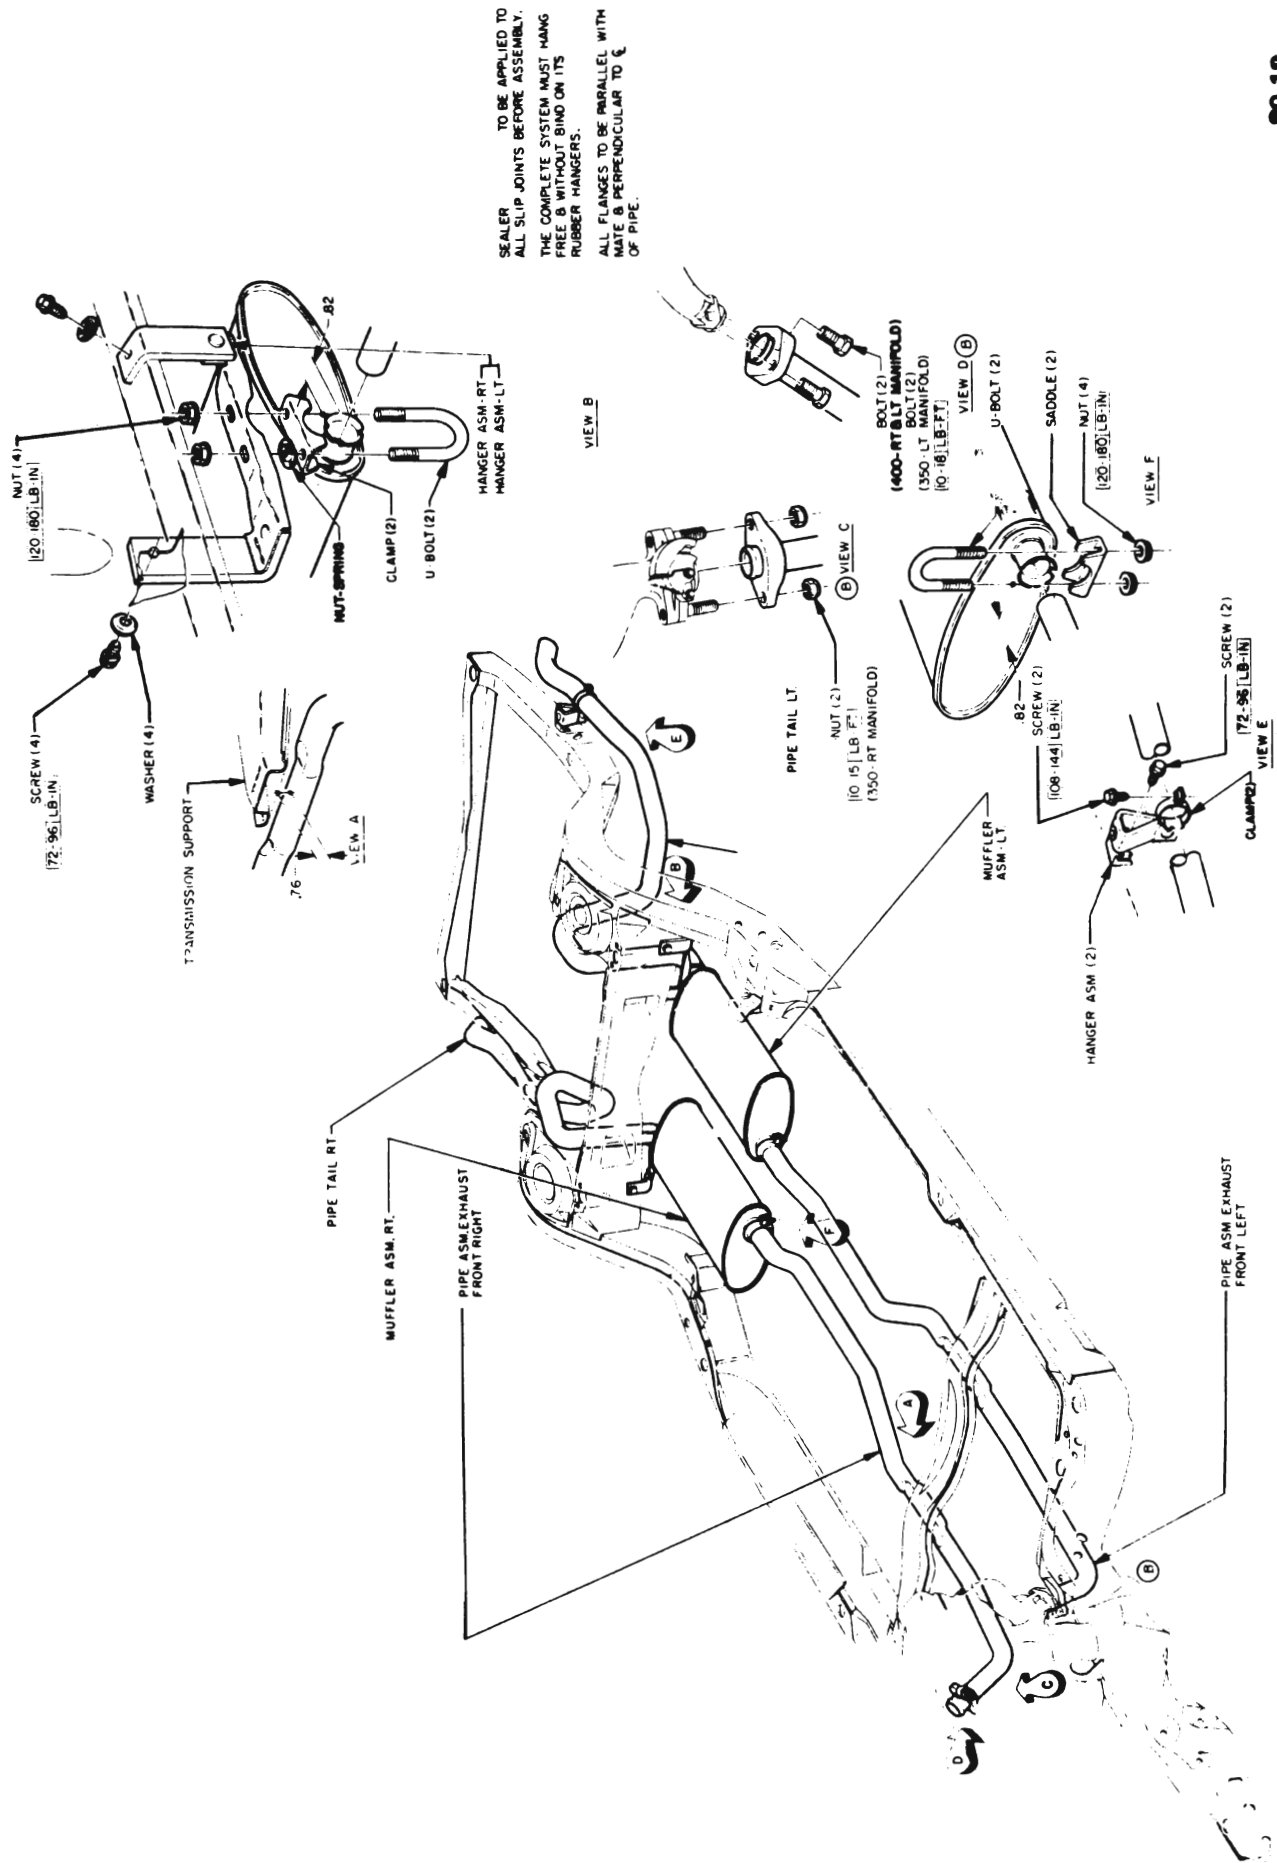 SCREW (4)
72-96 LB-IN
WASHER (4)
TRANSMISSION SUPPORT
.76
VIEW A
NUT (4)
120-180 LB-IN
NUT-SPRING
CLAMP (2)
U-BOLT (2)
HANGER ASM-RT
HANGER ASM-LT
.82
VIEW B
SEALER TO BE APPLIED TO
ALL SLIP JOINTS BEFORE ASSEMBLY.
THE COMPLETE SYSTEM MUST HANG
FREE & WITHOUT BIND ON ITS
RUBBER HANGERS.
ALL FLANGES TO BE PARALLEL WITH
MATE & PERPENDICULAR TO ℄
OF PIPE.
PIPE TAIL RT
MUFFLER ASM. RT.
PIPE ASM. EXHAUST
FRONT RIGHT
E
B
PIPE TAIL LT.
MUFFLER
ASM-LT
F
A
D
C
B
PIPE ASM EXHAUST
FRONT LEFT
NUT (2)
10-15 LB-FT
(350-RT MANIFOLD)
B VIEW C
BOLT (2)
(400-RT&LT MANIFOLD)
BOLT (2)
(350-LT MANIFOLD)
10-18 LB-FT
VIEW D B
U-BOLT (2)
SADDLE (2)
NUT (4)
120-180 LB-IN
VIEW F
.82
SCREW (2)
108-144 LB-IN
SCREW (2)
72-96 LB-IN
HANGER ASM (2)
CLAMP(2)
VIEW E